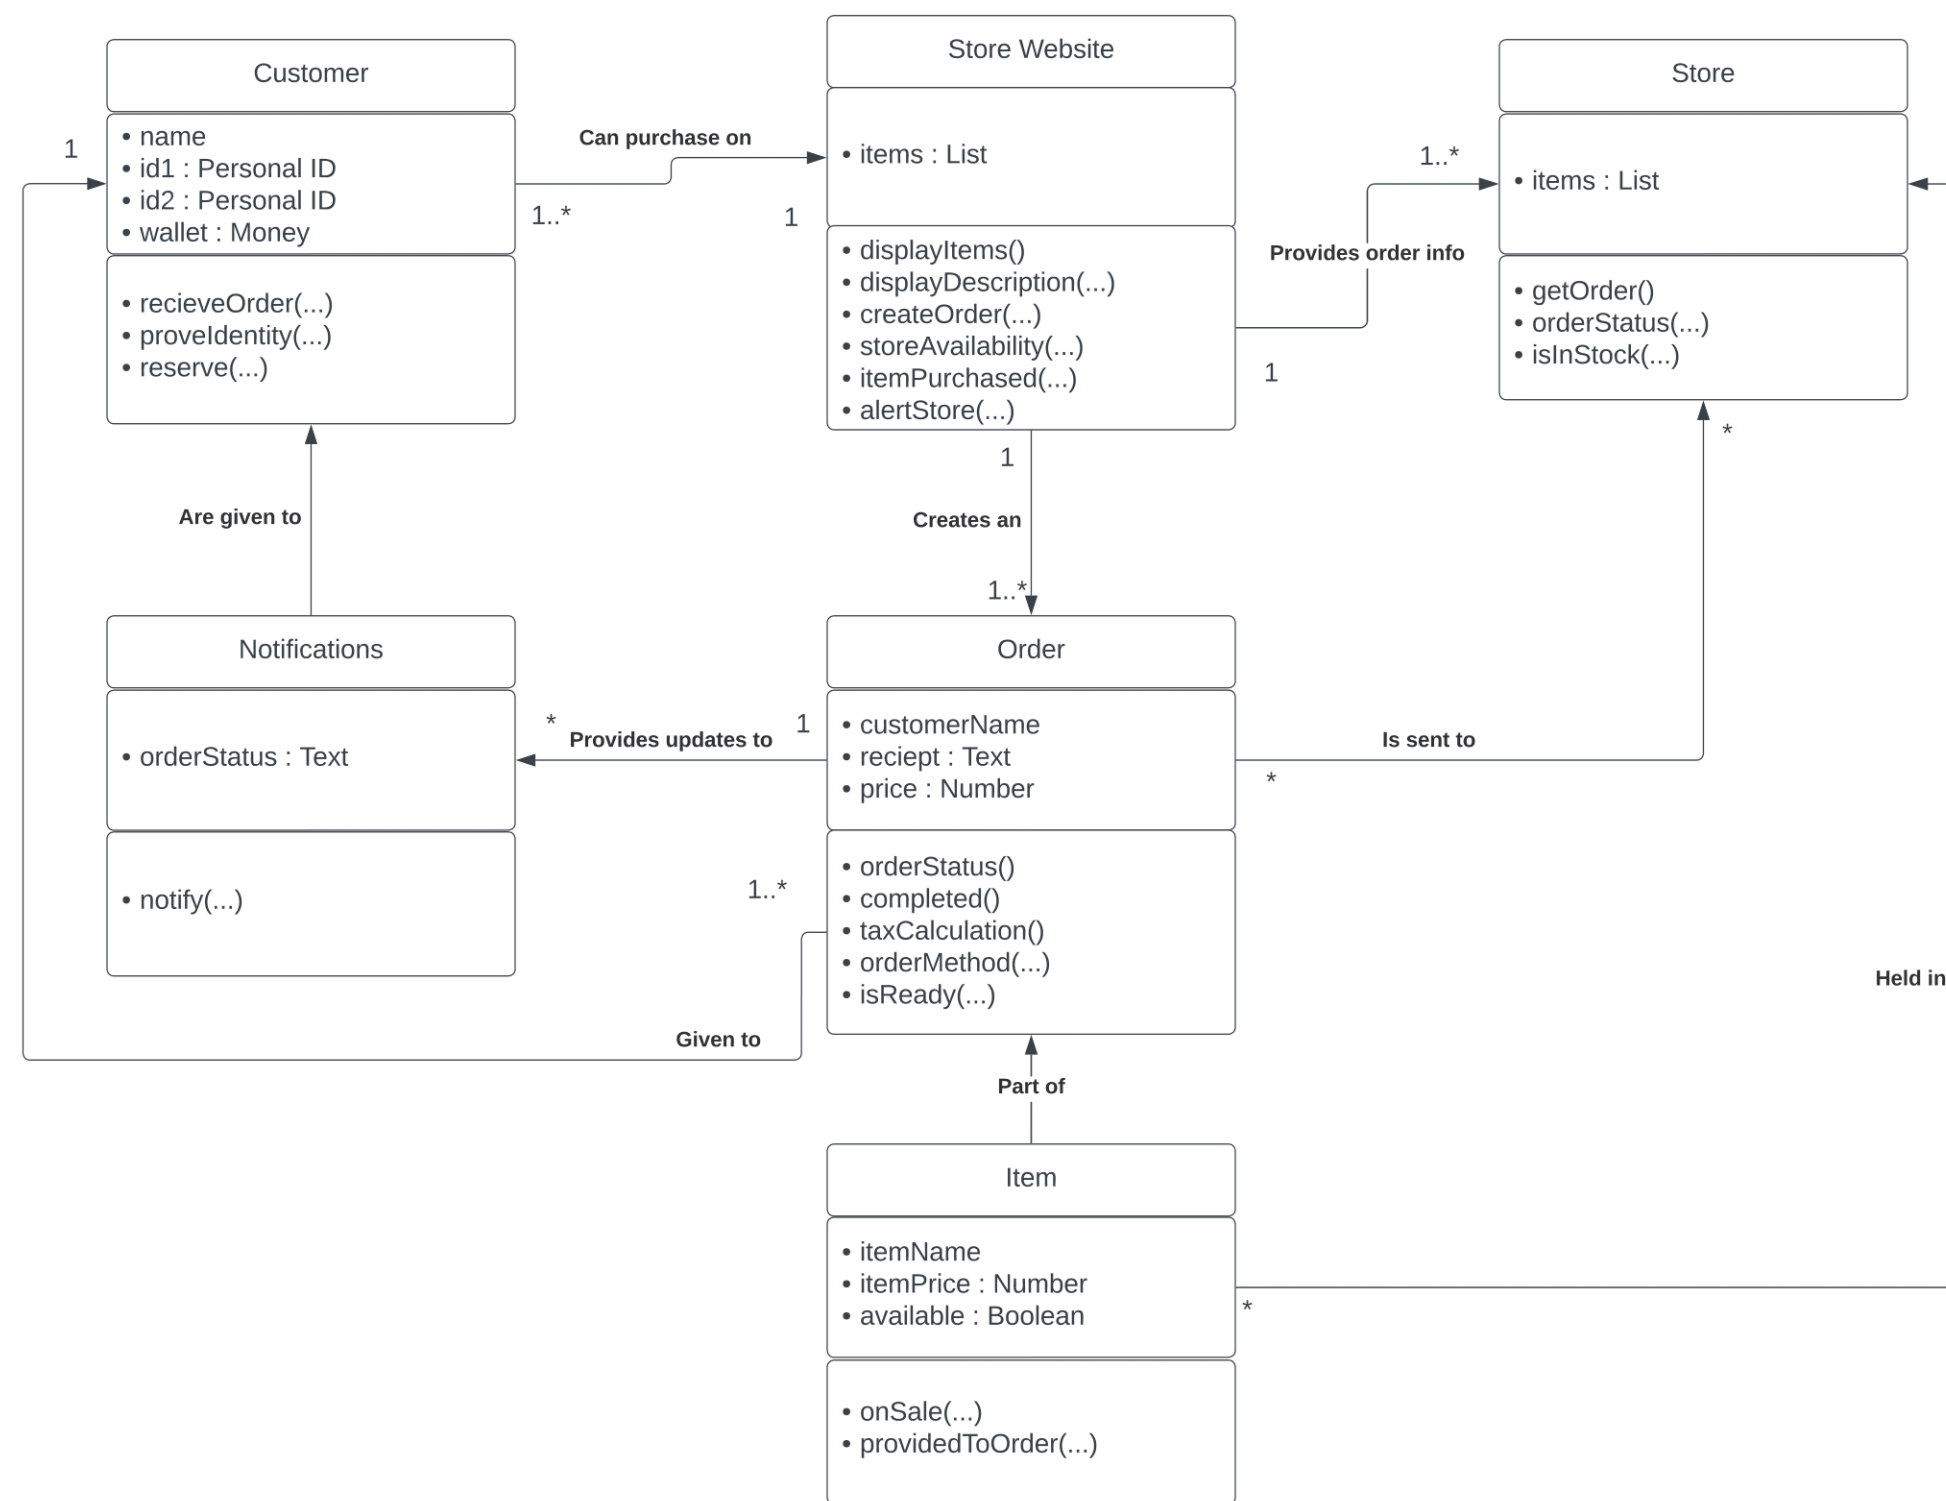 Customer
• name
• id1 : Personal ID
• id2 : Personal ID
• wallet : Money
• recieveOrder(...)
• proveIdentity(...)
• reserve(...)
1
Can purchase on
1..*
1
Store Website
• items : List
• displayItems()
• displayDescription(...)
• createOrder(...)
• storeAvailability(...)
• itemPurchased(...)
• alertStore(...)
1..*
Provides order info
1
Store
• items : List
• getOrder()
• orderStatus(...)
• isInStock(...)
*
Are given to
1
Creates an
1..*
Notifications
• orderStatus : Text
• notify(...)
*
Provides updates to
1
Order
• customerName
• reciept : Text
• price : Number
• orderStatus()
• completed()
• taxCalculation()
• orderMethod(...)
• isReady(...)
Is sent to
*
1..*
Given to
Held in
Part of
Item
• itemName
• itemPrice : Number
• available : Boolean
• onSale(...)
• providedToOrder(...)
*